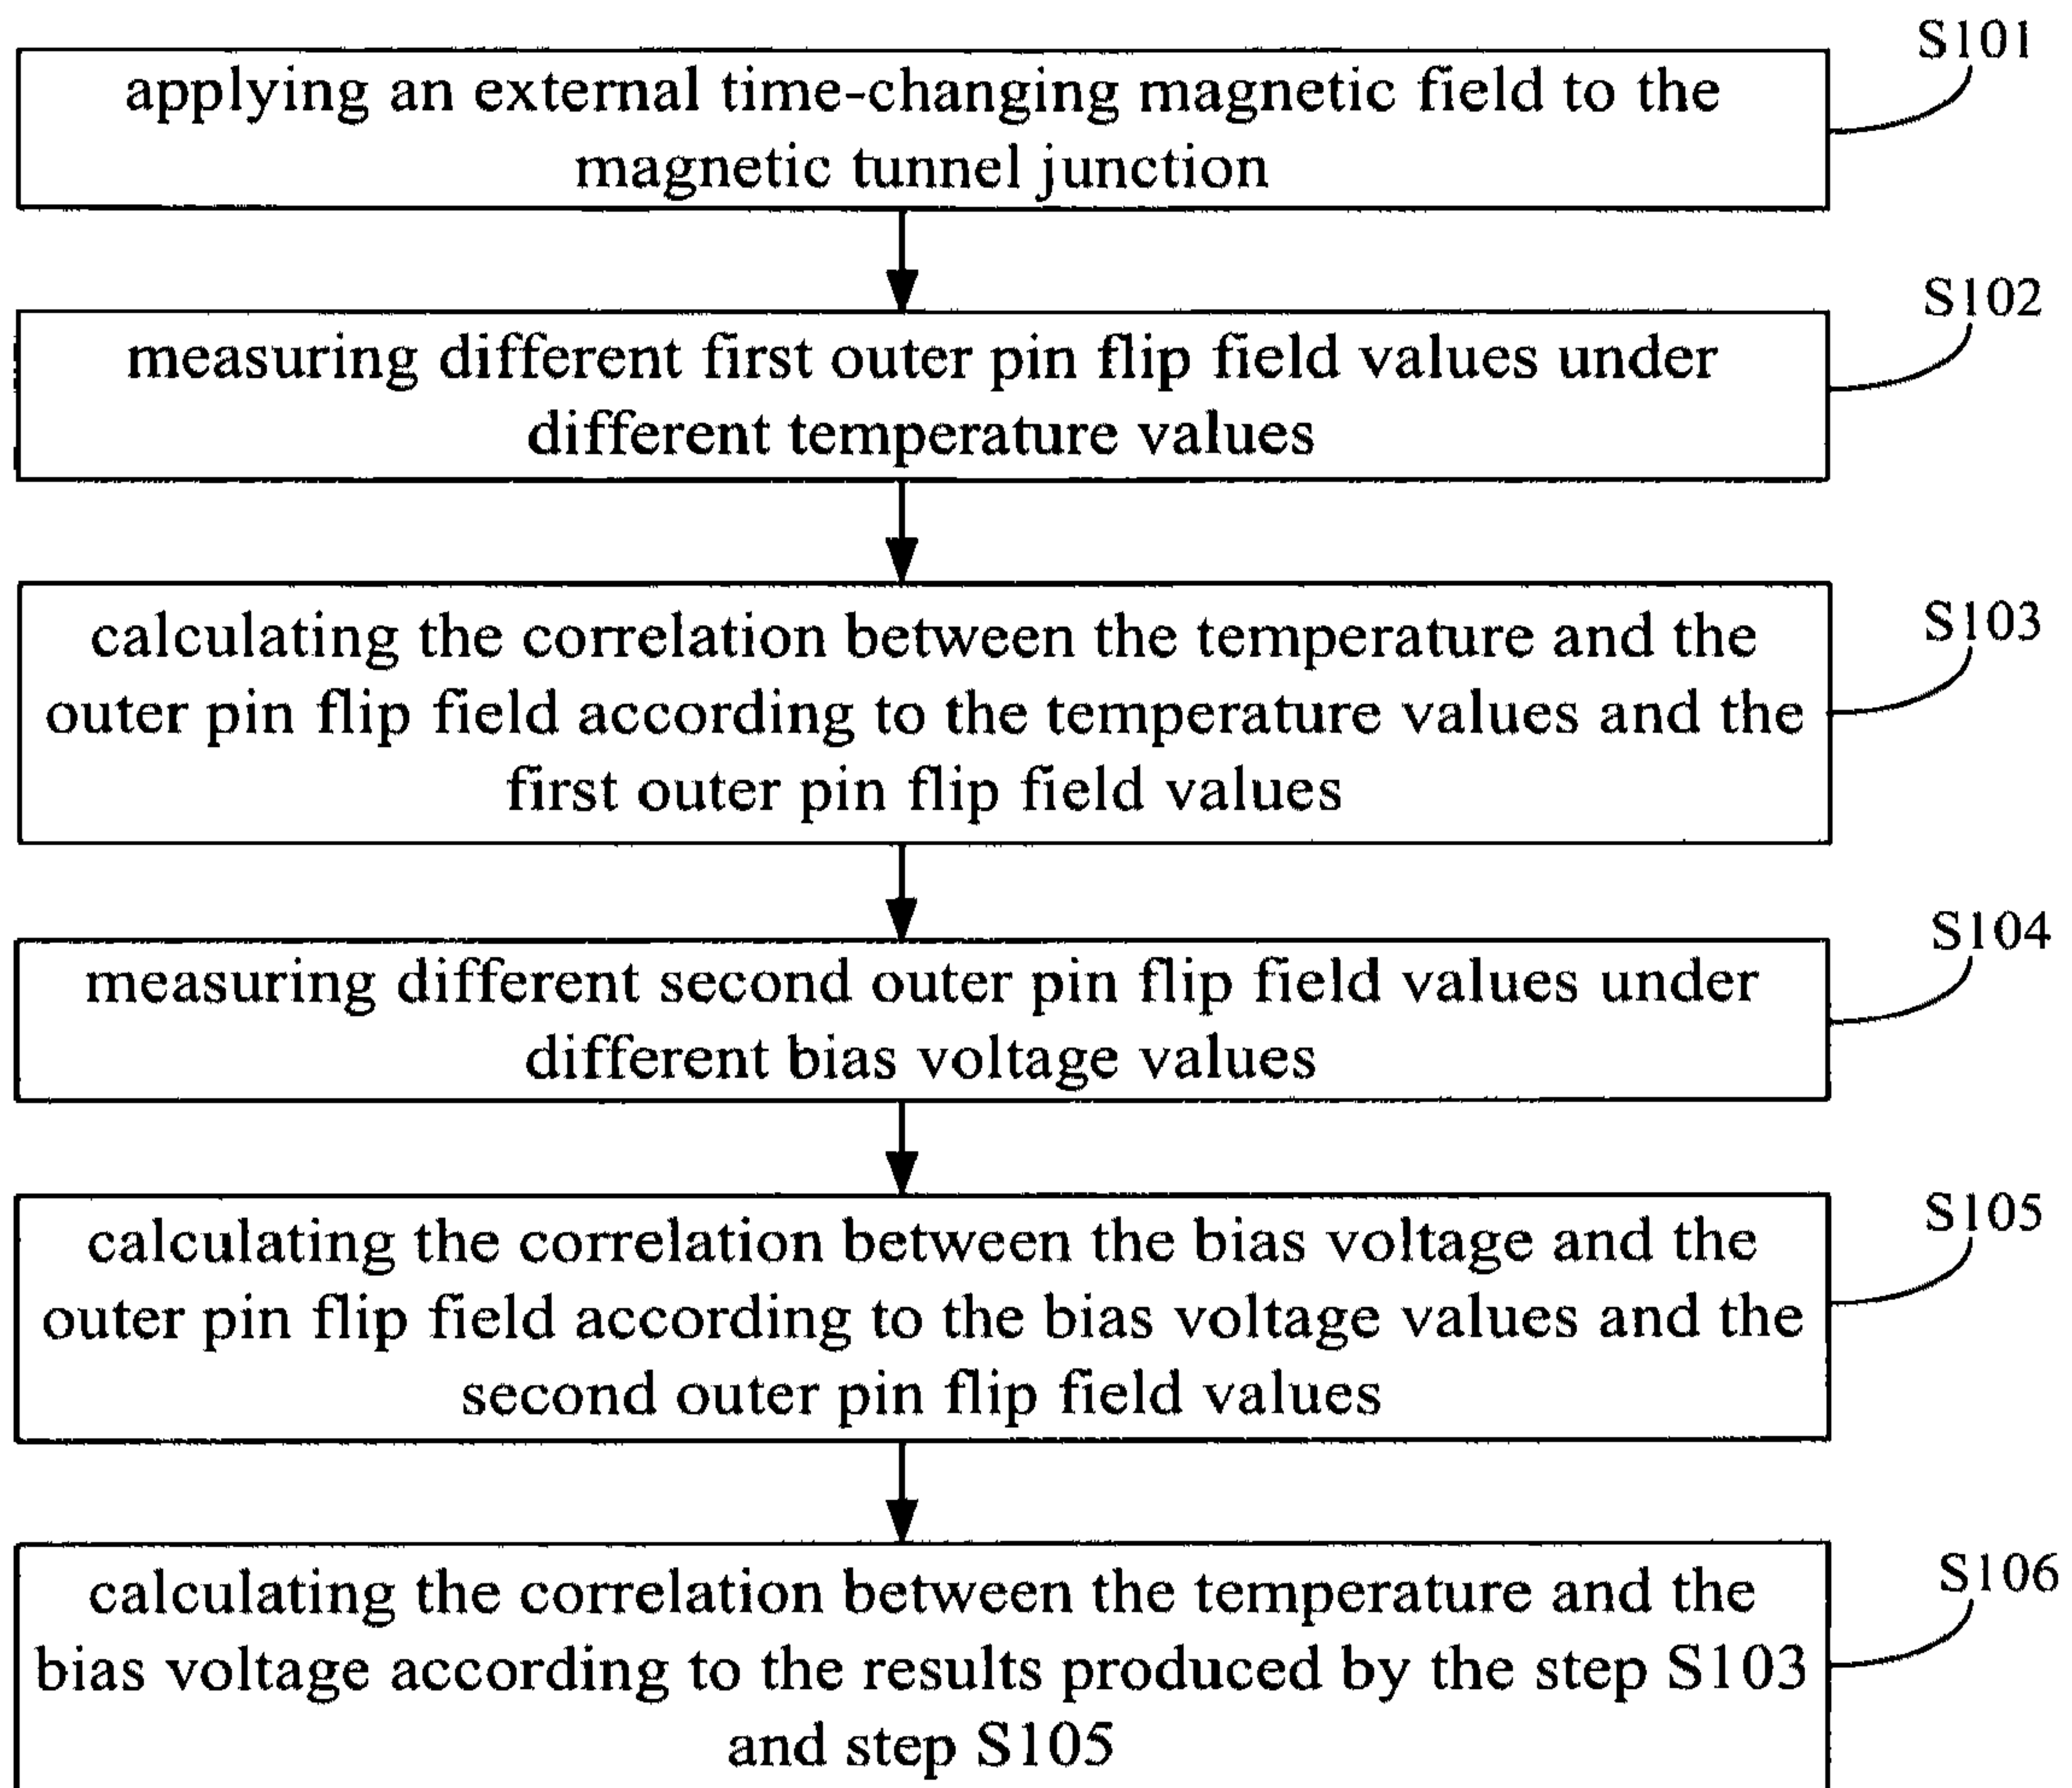 S101
applying an external time-changing magnetic field to the
magnetic tunnel junction
S102
measuring different first outer pin flip field values under
different temperature values
S103
calculating the correlation between the temperature and the
outer pin flip field according to the temperature values and the
first outer pin flip field values
S104
measuring different second outer pin flip field values under
different bias voltage values
S105
calculating the correlation between the bias voltage and the
outer pin flip field according to the bias voltage values and the
second outer pin flip field values
S106
calculating the correlation between the temperature and the
bias voltage according to the results produced by the step S103
and step S105